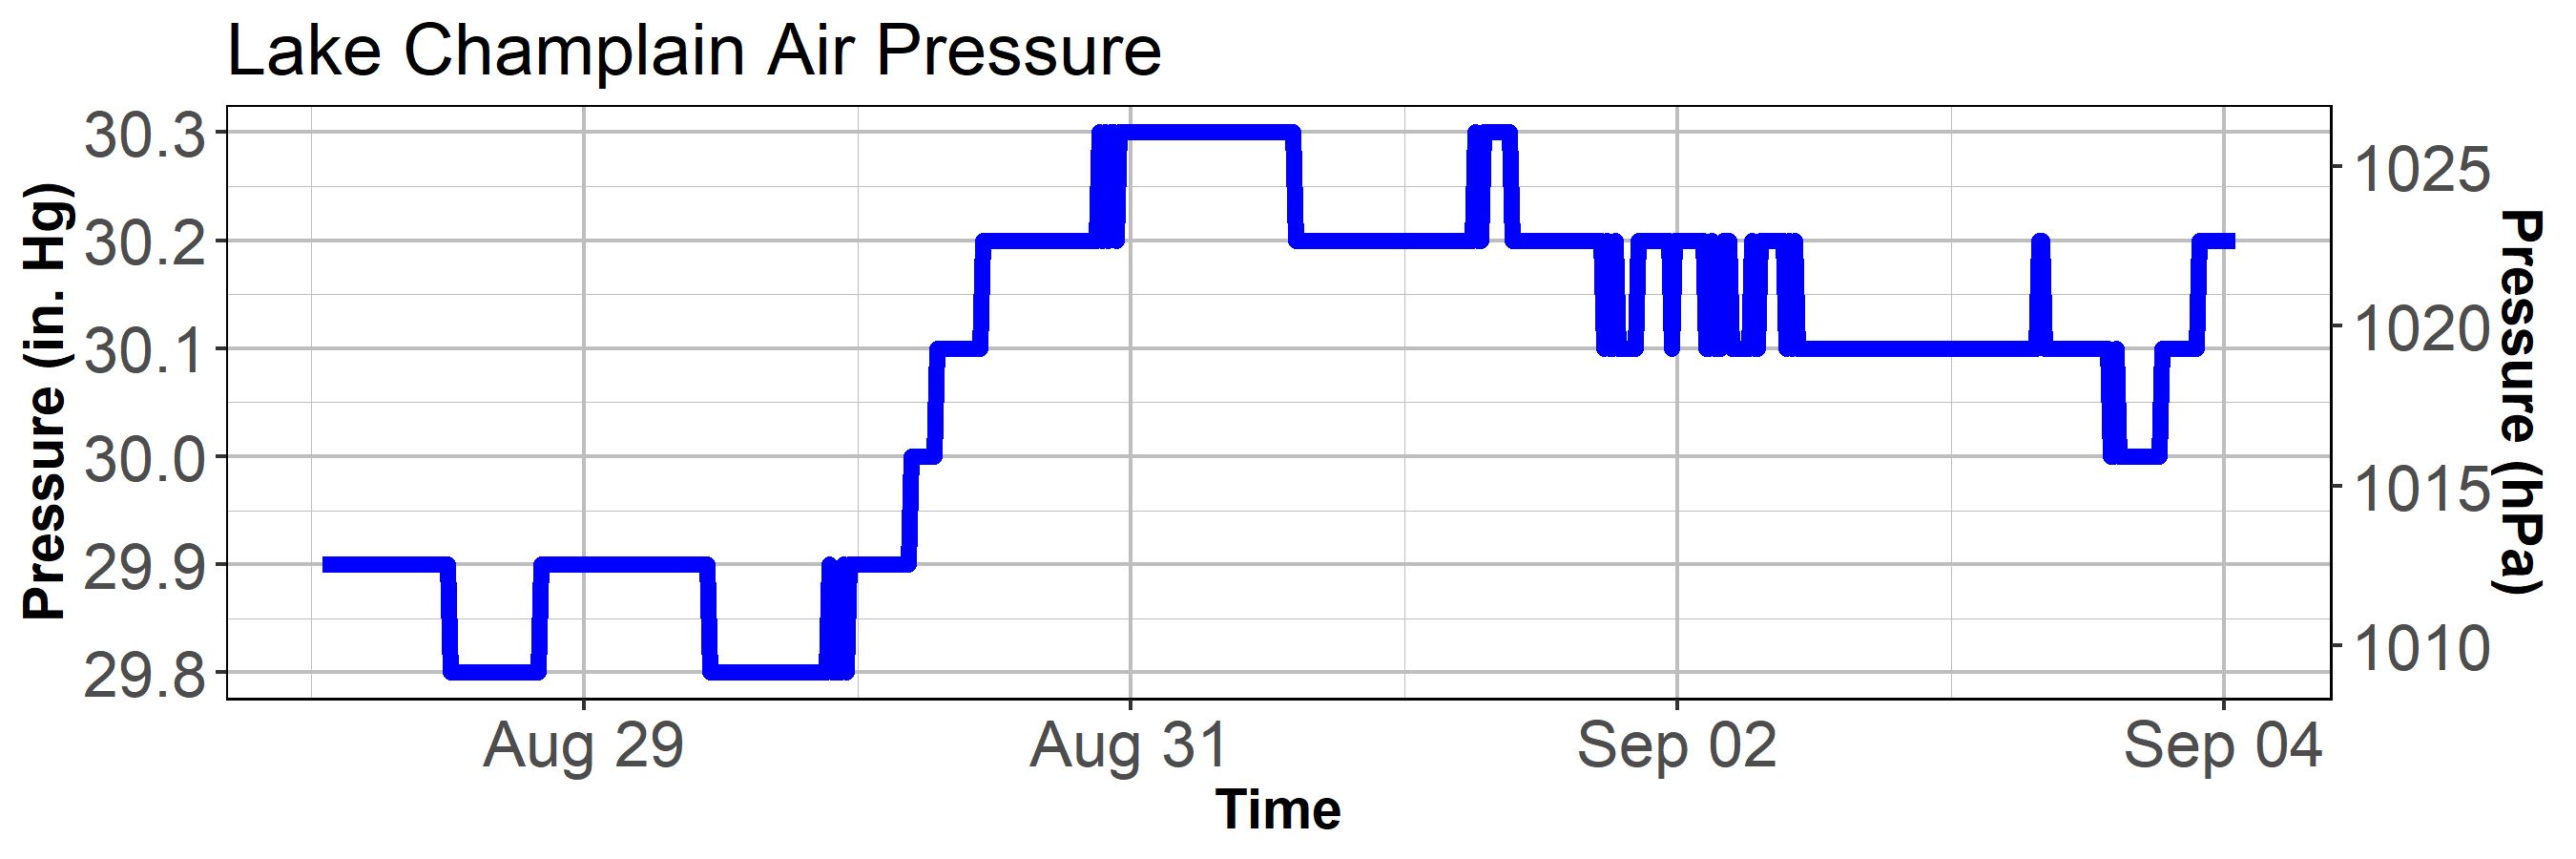 Lake Champlain Air Pressure
Pressure (in. Hg)
30.3
30.2
30.1
30.0
29.9
29.8
1025
1020
1015
1010
Pressure (hPa)
Aug 29 Aug 31 Sep 02 Sep 04
Time